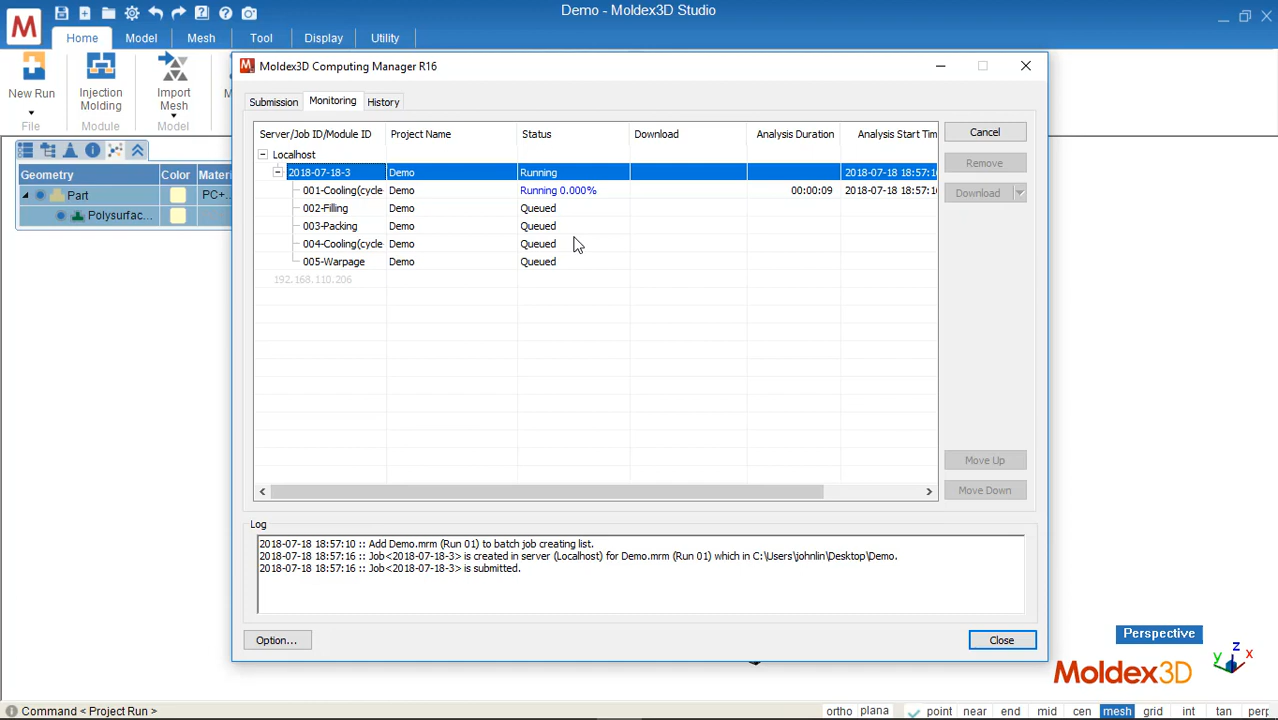 Demo - Moldex3D Studio
M
Home Model Mesh Tool Display Utility
New Run
Injection Molding
Import Mesh
File Module Model
Moldex3D Computing Manager R16
Submission Monitoring History
Server/Job ID/Module ID Project Name Status Download Analysis Duration Analysis Start Tim
Localhost
2018-07-18-3 Running 2018-07-18 18:57:1
001-Cooling(cycle Demo Running 0.000% 00:00:09 2018-07-18 18:57:1
002-Filling Demo Queued
003-Packing Demo Queued
004-Cooling(cycle Demo Queued
005-Warpage Demo Queued
192.168.110.206
Cancel
Remove
Download
Move Up
Move Down
Geometry Color Materi
Part PC+...
Polysurfac...
Log
2018-07-18 18:57:10 :: Add Demo.mrm (Run 01) to batch job creating list.
2018-07-18 18:57:16 :: Job<2018-07-18-3> is created in server (Localhost) for Demo.mrm (Run 01) which in C:\Users\johnlin\Desktop\Demo.
2018-07-18 18:57:16 :: Job<2018-07-18-3> is submitted.
Option... Close
Perspective
z
y x
Moldex3D
Command < Project Run >
ortho plana point near end mid cen mesh grid int tan perp